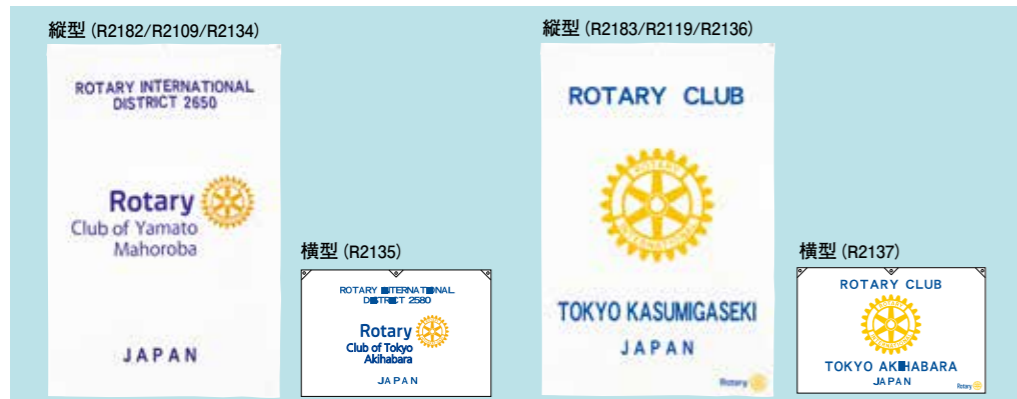 縦型 (R2182/R2109/R2134)
ROTARY INTERNATIONAL
DISTRICT 2650
Rotary
Club of Yamato
Mahoroba
JAPAN
横型 (R2135)
ROTARY INTERNATIONAL
DISTRICT 2580
Rotary
Club of Tokyo
Akihabara
JAPAN
縦型 (R2183/R2119/R2136)
ROTARY CLUB
ROTARY
INTERNATIONAL
TOKYO KASUMIGASEKI
JAPAN
Rotary
横型 (R2137)
ROTARY CLUB
TOKYO AKIHABARA
JAPAN
Rotary